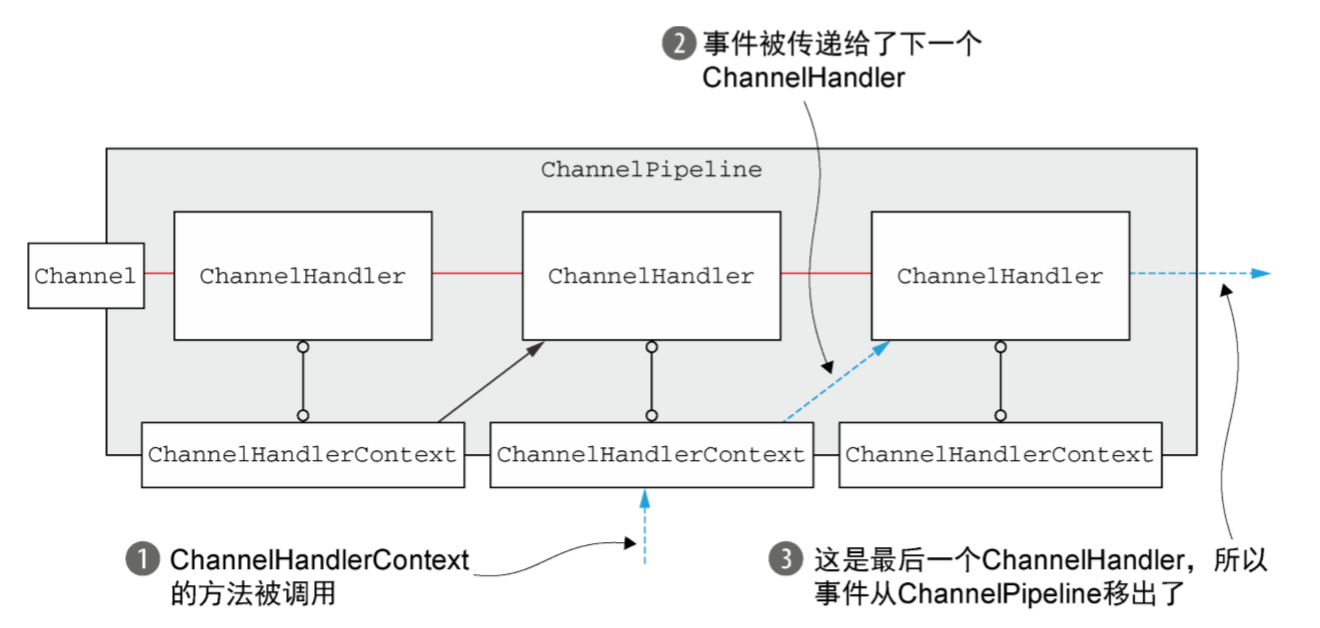 2 事件被传递给了下一个
ChannelHandler
ChannelPipeline
Channel
ChannelHandler
ChannelHandler
ChannelHandler
ChannelHandlerContext
ChannelHandlerContext
ChannelHandlerContext
1 ChannelHandlerContext
的方法被调用
3 这是最后一个ChannelHandler，所以
事件从ChannelPipeline移出了